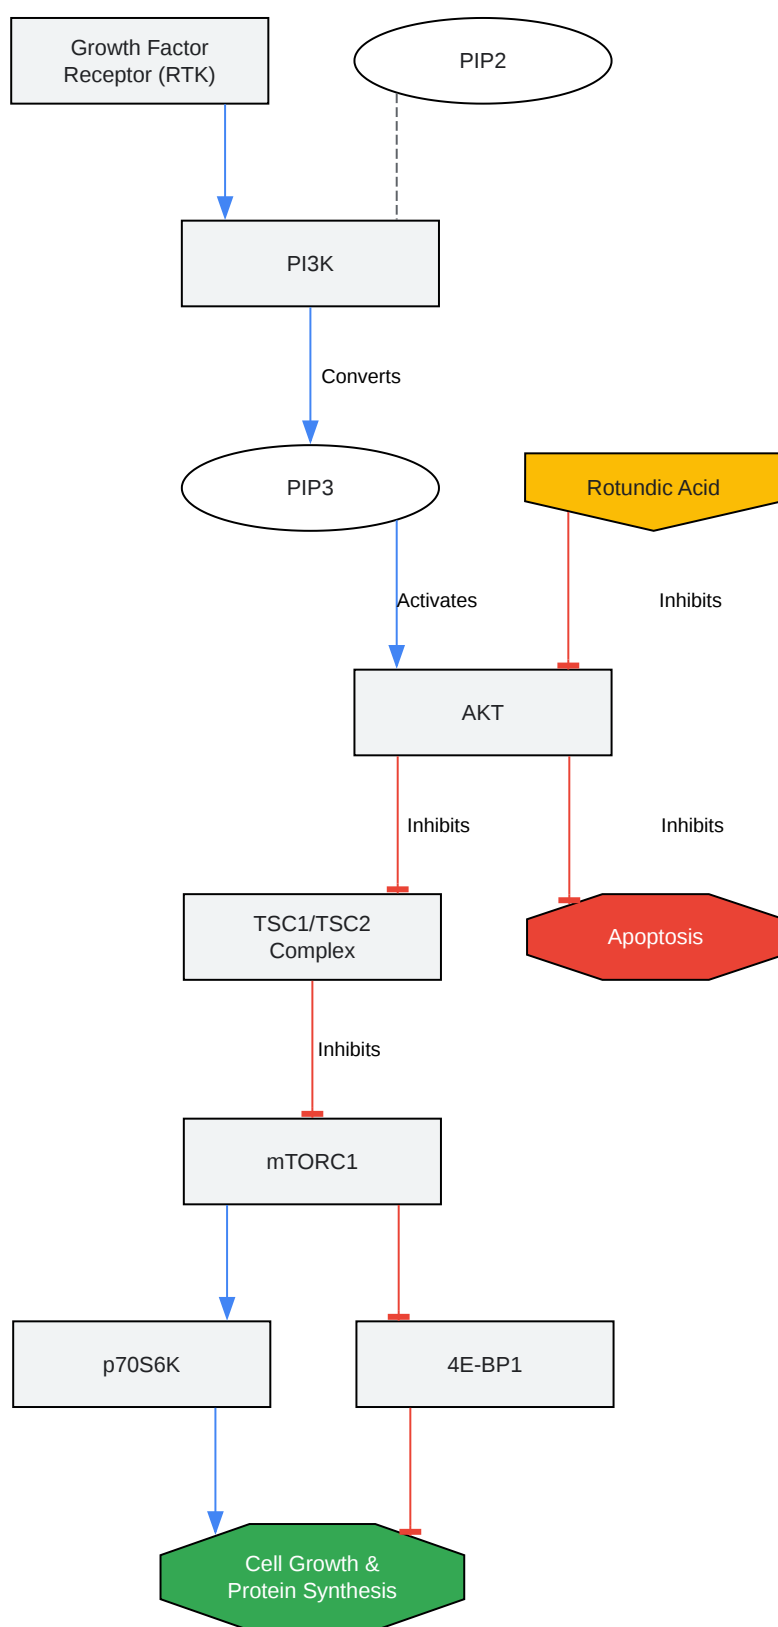 Growth Factor
Receptor (RTK)
PIP2
PI3K
Converts
PIP3
Rotundic Acid
Activates
Inhibits
AKT
Inhibits
Inhibits
TSC1/TSC2
Complex
Apoptosis
Inhibits
mTORC1
p70S6K
4E-BP1
Cell Growth &
Protein Synthesis